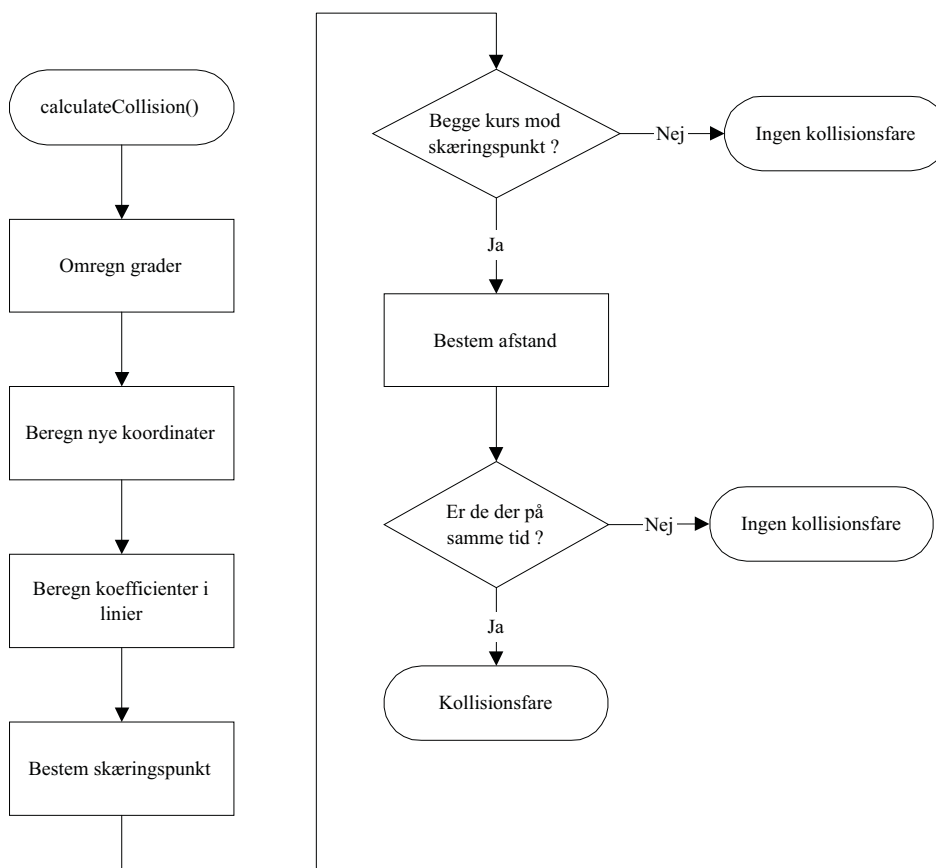 calculateCollision()
Omregn grader
Beregn nye koordinater
Beregn koefficienter i
linier
Bestem skæringspunkt
Begge kurs mod
skæringspunkt ?
Nej
Ingen kollisionsfare
Ja
Bestem afstand
Er de der på
samme tid ?
Nej
Ingen kollisionsfare
Ja
Kollisionsfare